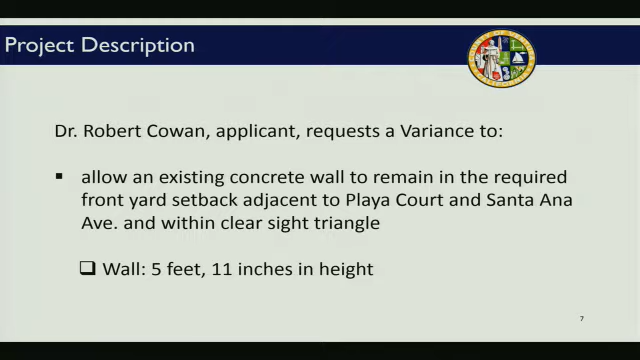 Project Description
Dr. Robert Cowan, applicant, requests a Variance to:
allow an existing concrete wall to remain in the required
front yard setback adjacent to Playa Court and Santa Ana
Ave. and within clear sight triangle
Wall: 5 feet, 11 inches in height
7